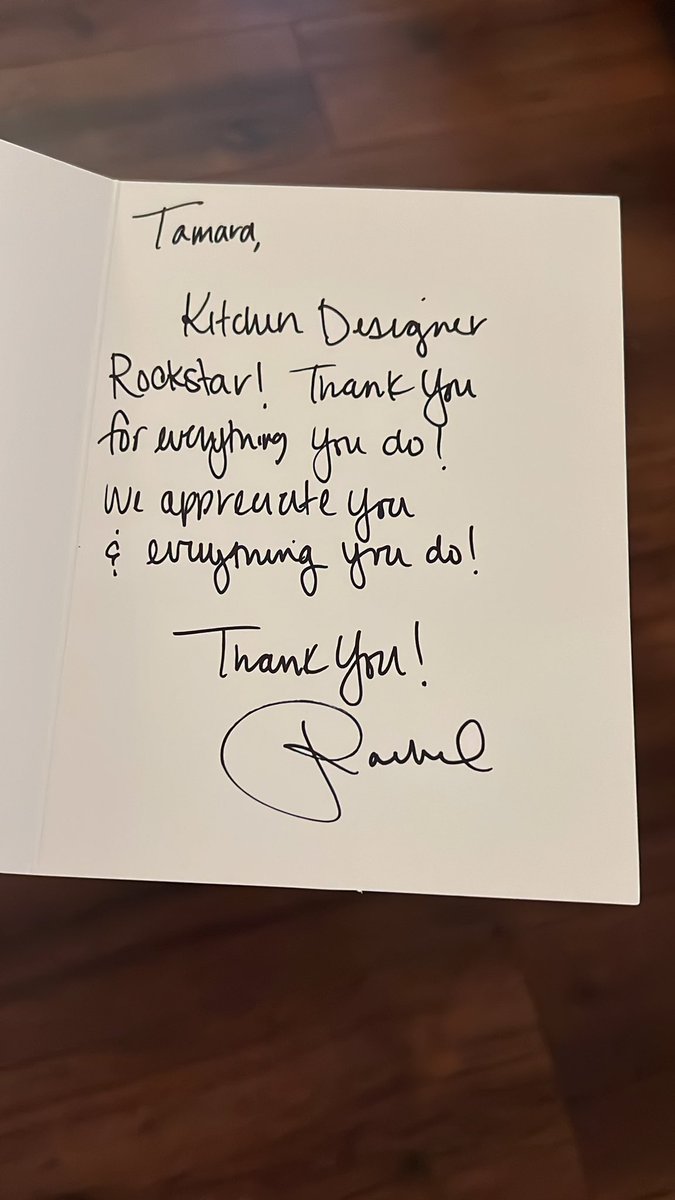 Tamara,
Kitchen Designer
Rockstar! Thank You
for everything you do!
We appreciate you
& everything you do!
Thank You!
Rachel